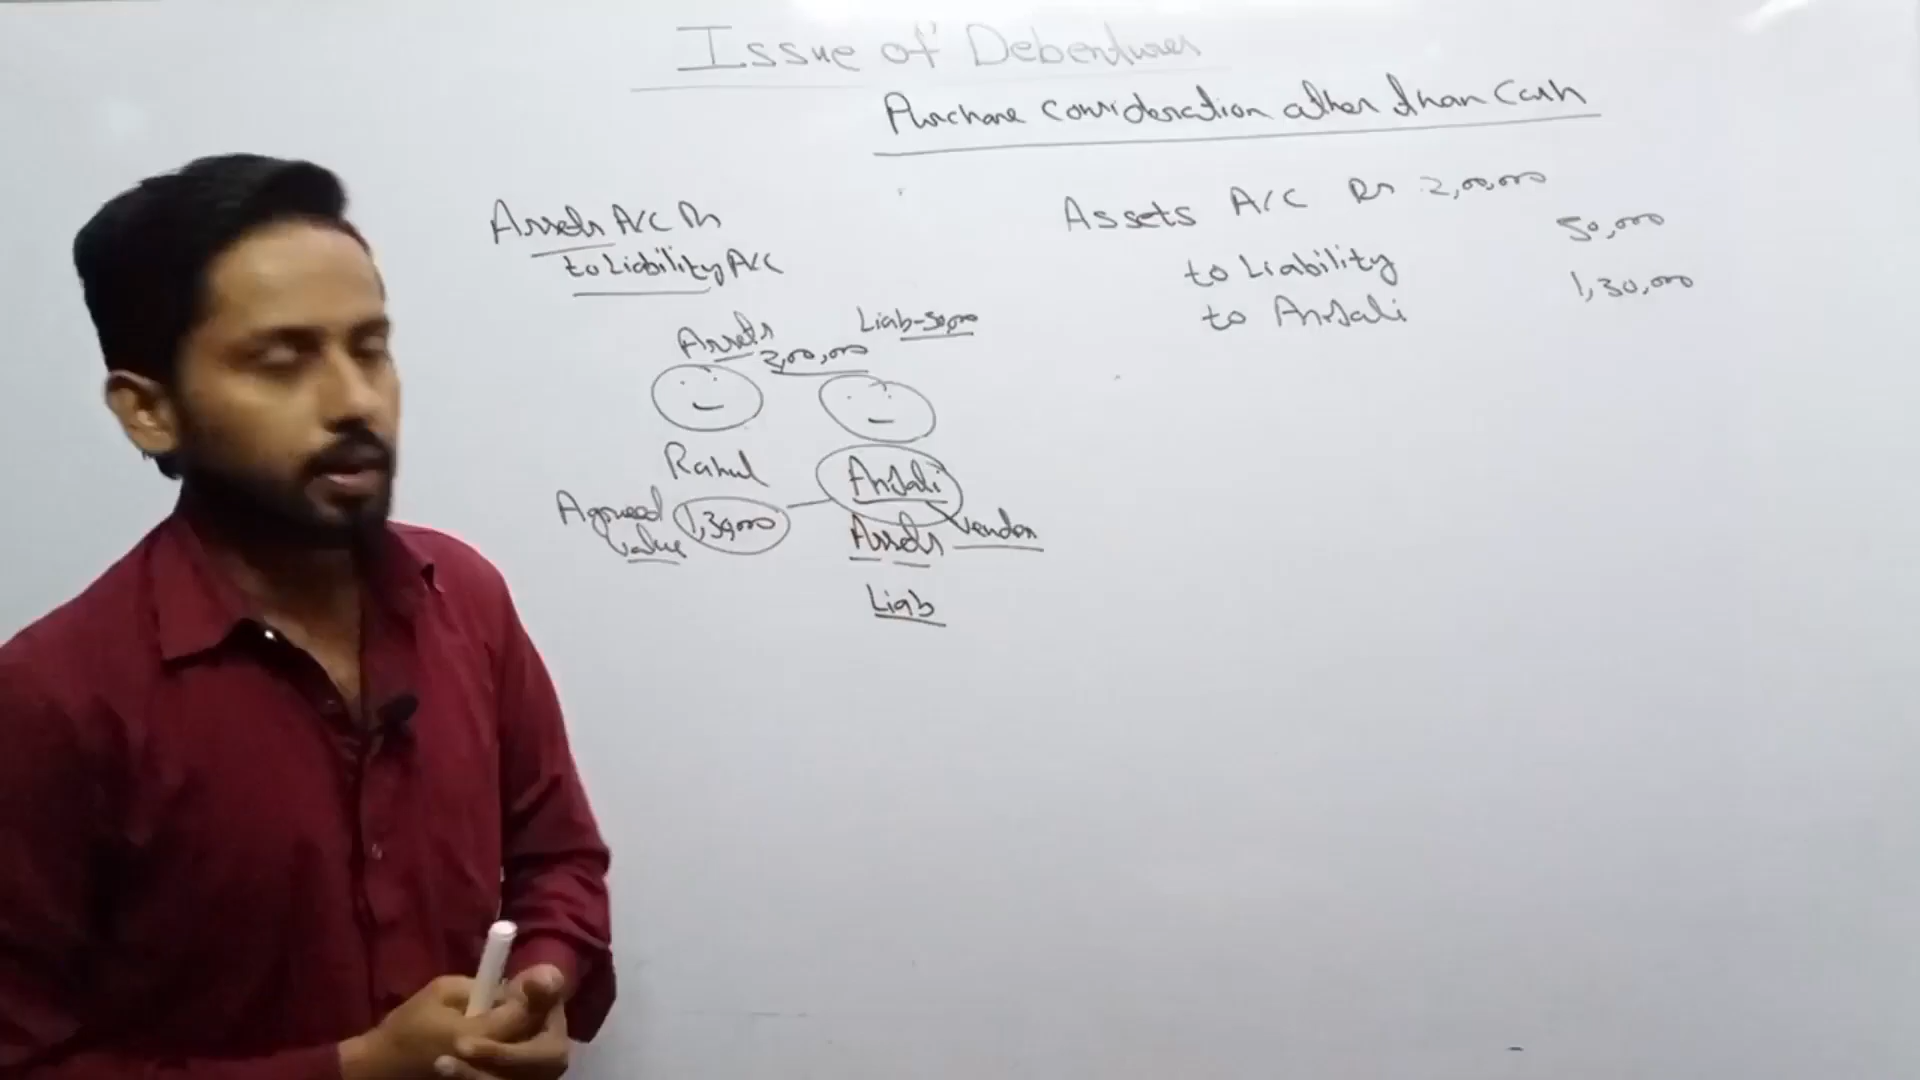 Issue of Debentures
Purchase consideration other than Cash
Assets A/C Dr
to Liability A/C
Assets
2,00,000
Liab-50,000
Rahul
Anjali
Agreed value
1,30,000
Vendor
Assets
Liab
Assets A/C Dr 2,00,000
to Liability 50,000
to Anjali 1,30,000